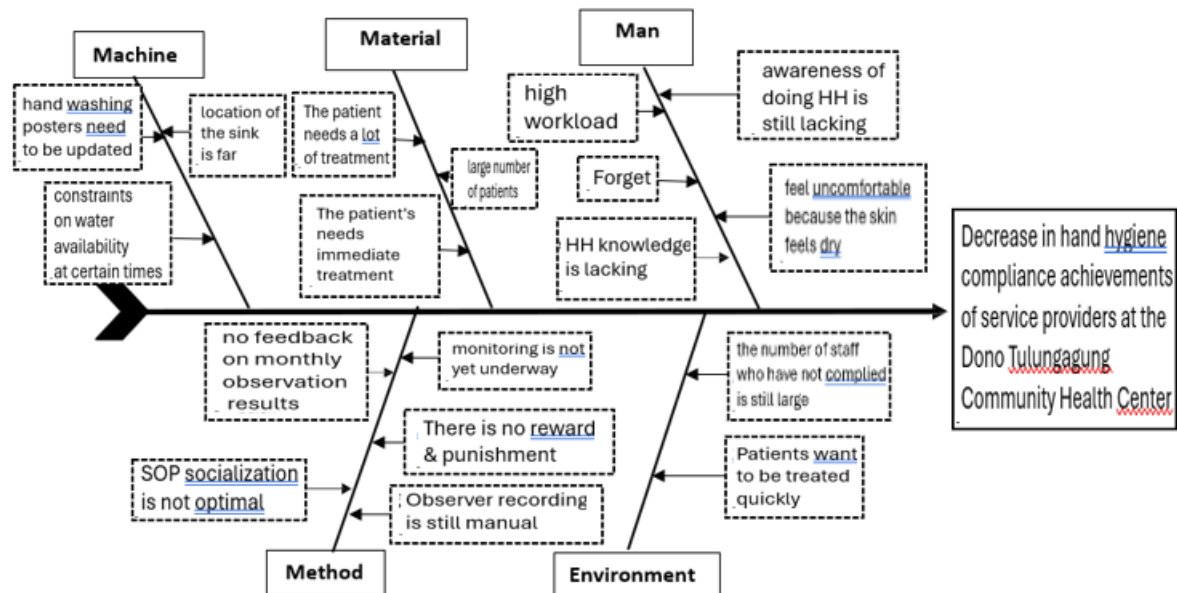 Machine
Material
Man
hand washing
posters need
to be updated
location of
the sink
is far
The patient
needs a lot
of treatment
high
workload
awareness of
doing HH is
still lacking
constraints
on water
availability
at certain times
large number
of patients
The patient's
needs
immediate
treatment
Forget
HH knowledge
is lacking
feel uncomfortable
because the skin
feels dry
Decrease in hand hygiene
compliance achievements
of service providers at the
Dono Tulungagung
Community Health Center
no feedback
on monthly
observation
results
monitoring is not
yet underway
the number of staff
who have not complied
is still large
There is no reward
& punishment
SOP socialization
is not optimal
Observer recording
is still manual
Patients want
to be treated
quickly
Method
Environment